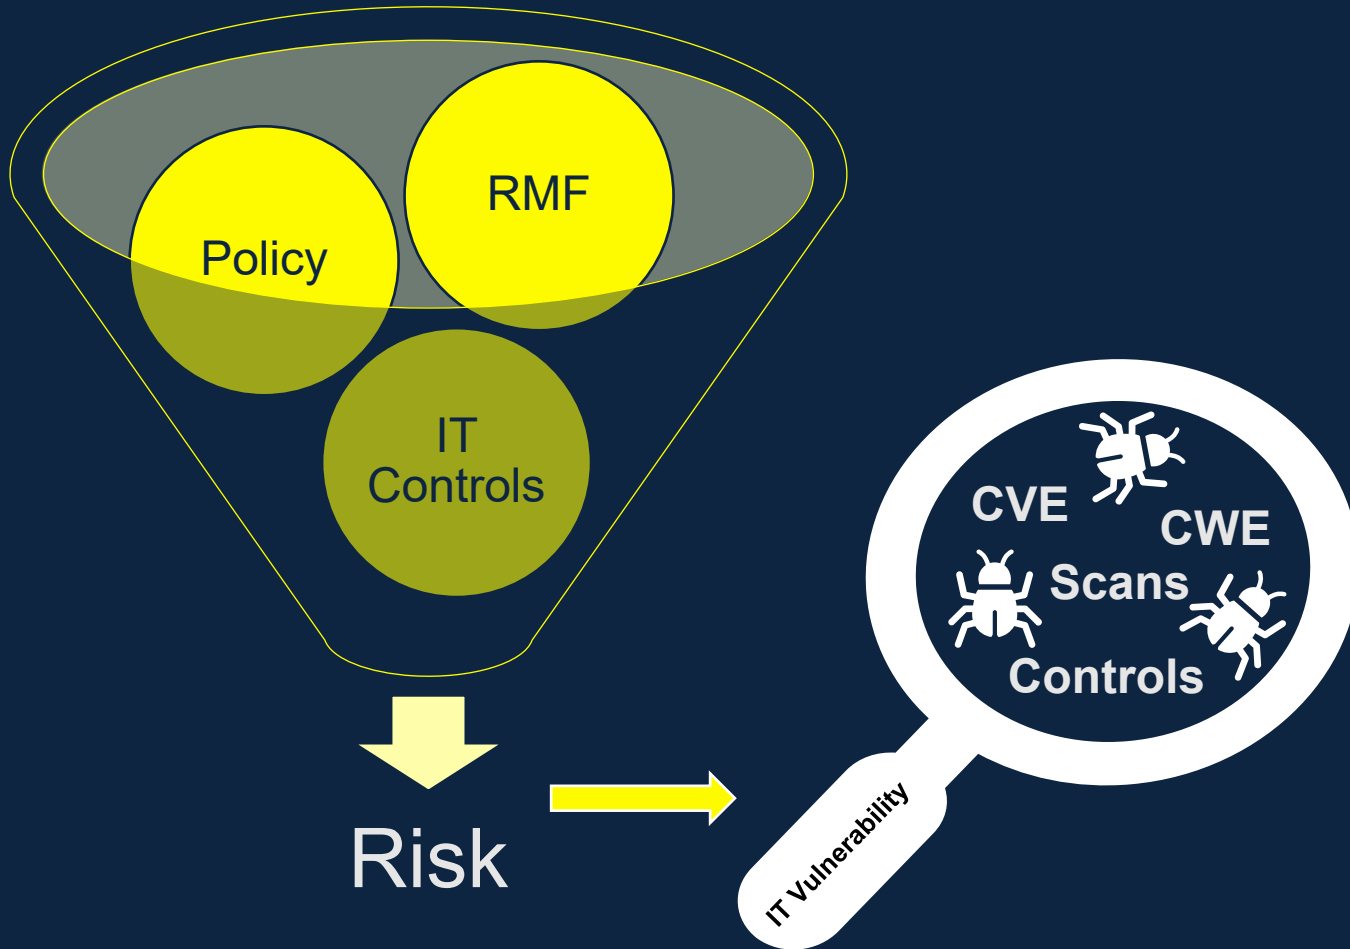 RMF
Policy
IT
Controls
Risk
CVE
CWE
Scans
Controls
IT Vulnerability